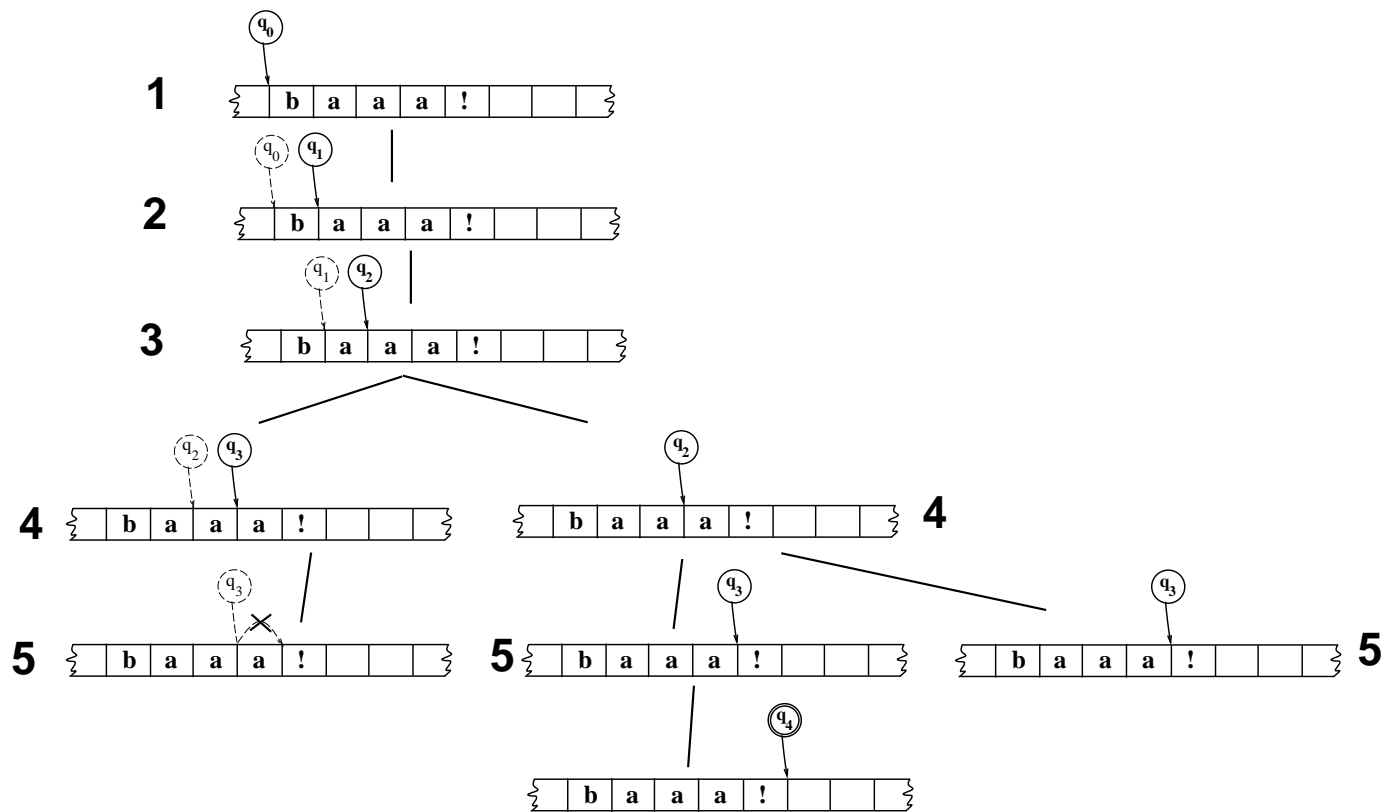 q0
1 b a a a !
q0 q1
2 b a a a !
q1 q2
3 b a a a !
q2 q3 q2
4 b a a a ! b a a a ! 4
q3 q3 q3
5 b a a a ! 5 b a a a ! b a a a ! 5
q4
b a a a !